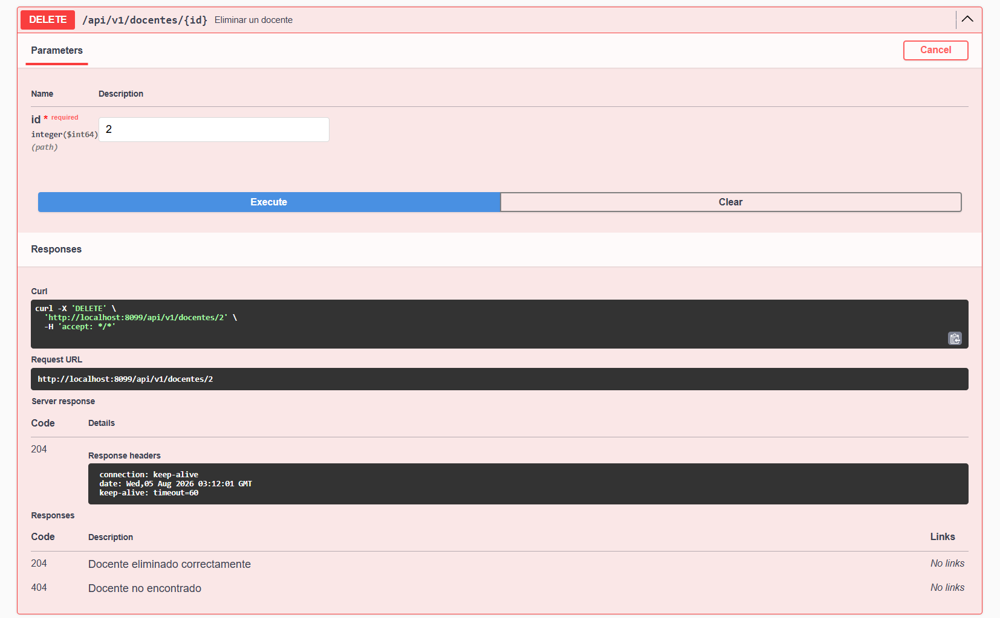 DELETE /api/v1/docentes/{id} Eliminar un docente
Parameters
Cancel
Name Description
id * required
integer($int64)
(path)
2
Execute Clear
Responses
Curl
curl -X 'DELETE' \
'http://localhost:8099/api/v1/docentes/2' \
-H 'accept: */*'
Request URL
http://localhost:8099/api/v1/docentes/2
Server response
Code Details
204
Response headers
connection: keep-alive
date: Wed,05 Aug 2026 03:12:01 GMT
keep-alive: timeout=60
Responses
Code Description Links
204 Docente eliminado correctamente No links
404 Docente no encontrado No links